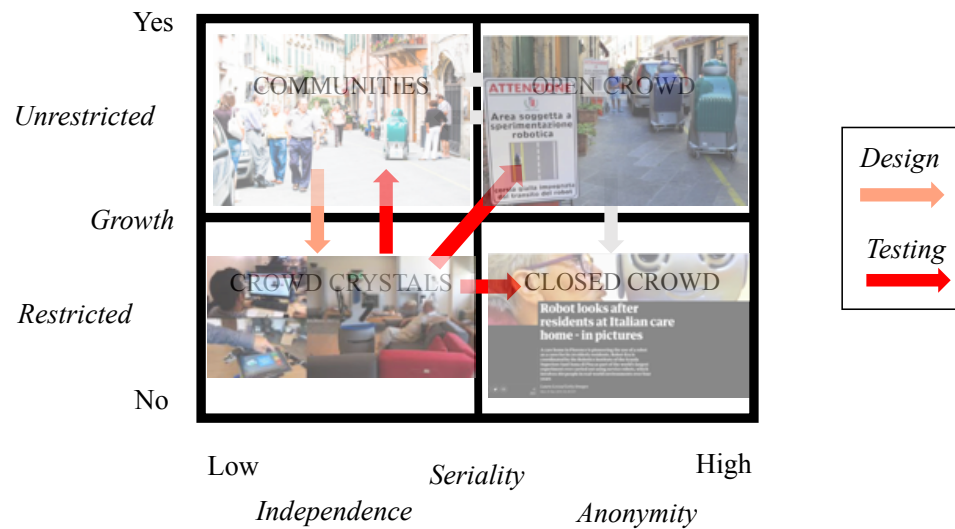 Yes
Unrestricted
Growth
Restricted
No
COMMUNITIES
OPEN CROWD
ATTENZIONE
Area soggetta a
sperimentazione
robotica
CROWD CRYSTALS
CLOSED CROWD
Robot looks after
residents at Italian care
home - in pictures
Low
Seriality
High
Independence
Anonymity
Design
Testing